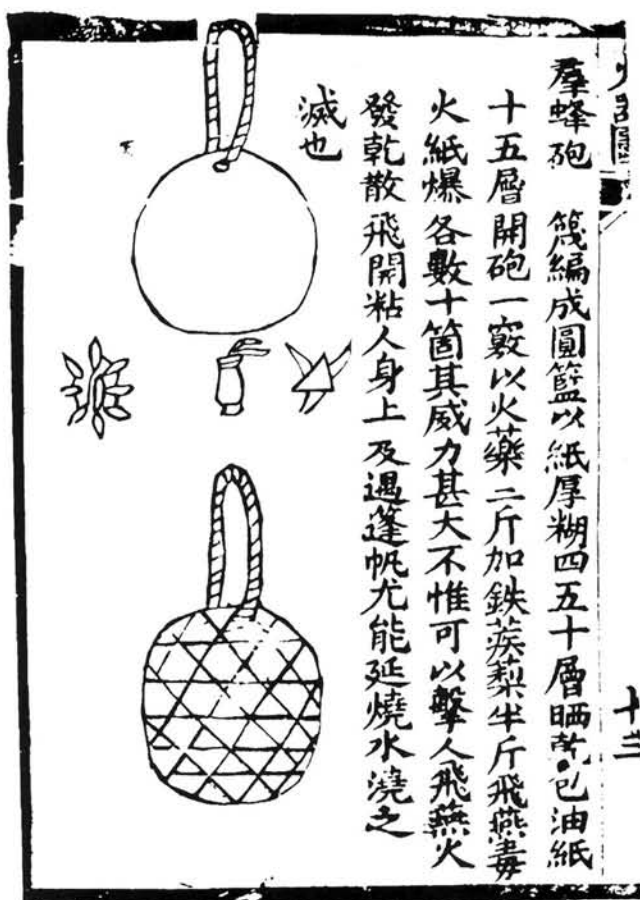 羣蜂砲 篾編成圓籃以紙厚糊四五十層晒乾包油紙
十五層開砲一竅以火藥二斤加鉄蒺藜半斤飛燕毒
火紙爆各數十箇其威力甚大不惟可以擊人飛燕火
發乾散飛開粘人身上及遇篷帆尤能延燒水澆之
滅也